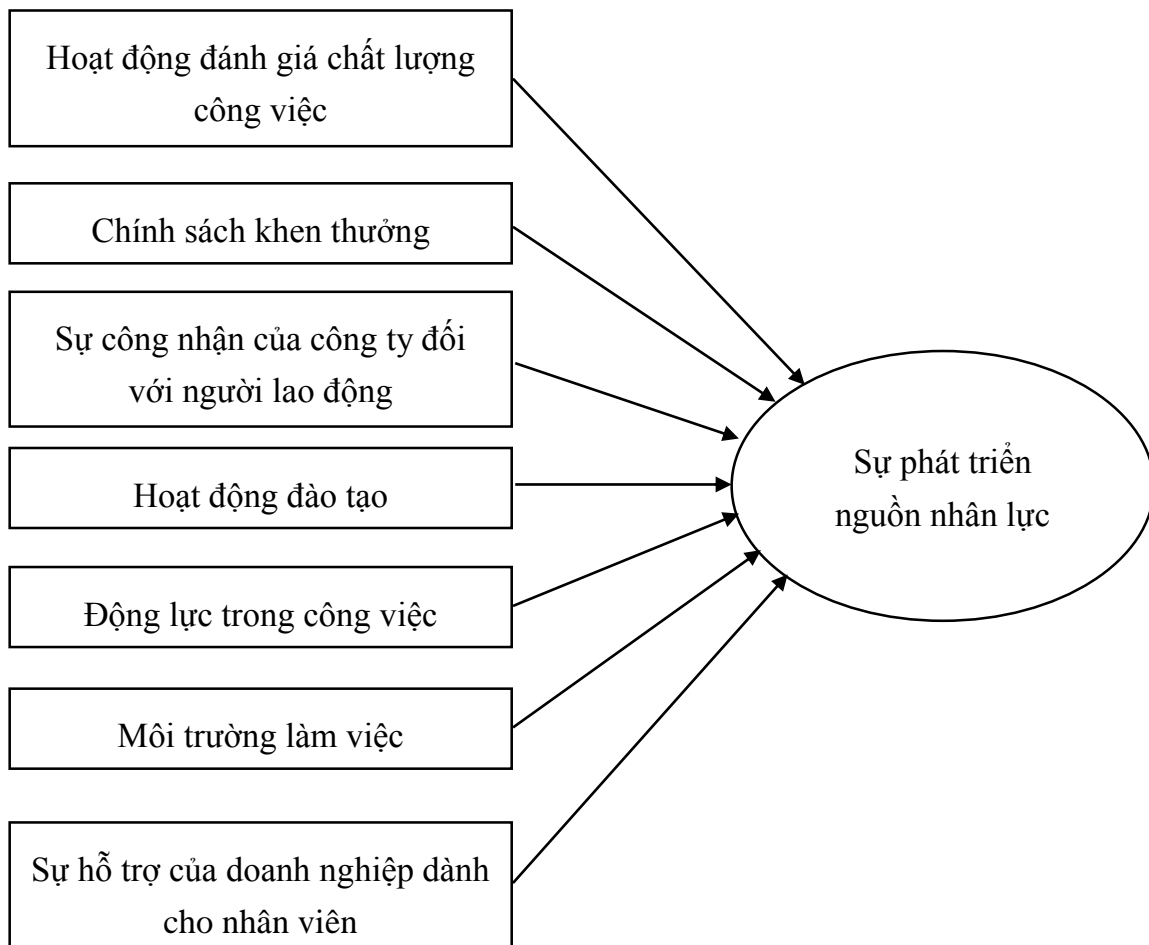 Hoạt động đánh giá chất lượng
công việc
Chính sách khen thưởng
Sự công nhận của công ty đối
với người lao động
Hoạt động đào tạo
Động lực trong công việc
Môi trường làm việc
Sự hỗ trợ của doanh nghiệp dành
cho nhân viên
Sự phát triển
nguồn nhân lực